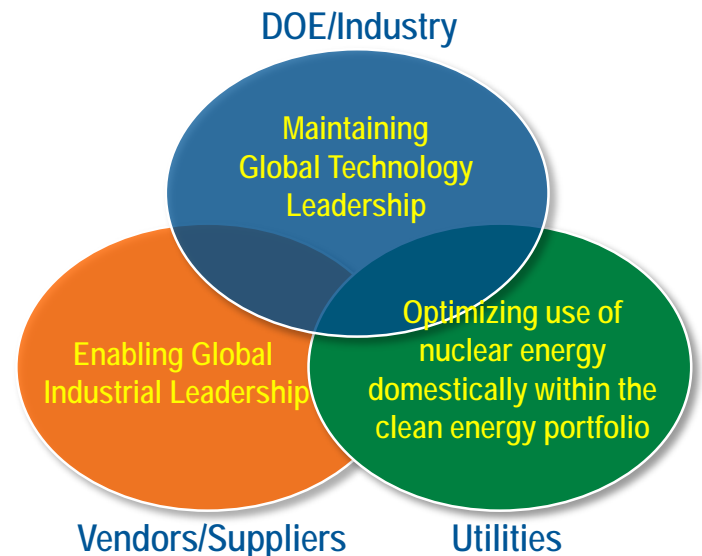 DOE/Industry
Maintaining
Global Technology
Leadership
Enabling Global
Industrial Leadership
Optimizing use of
nuclear energy
domestically within the
clean energy portfolio
Vendors/Suppliers
Utilities